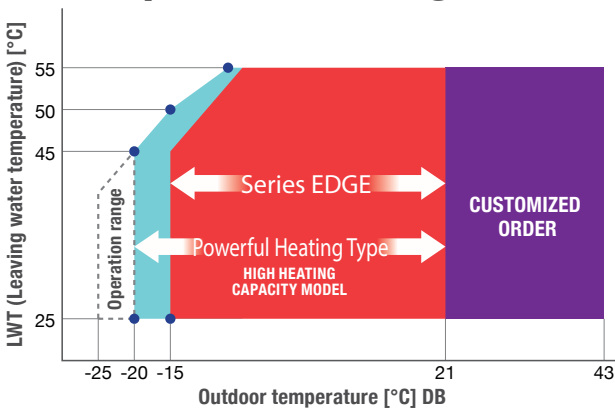 LWT (Leaving water temperature) [°C]
55
50
45
25
Operation range
Series EDGE
Powerful Heating Type
HIGH HEATING
CAPACITY MODEL
CUSTOMIZED
ORDER
-25 -20 -15 21 43
Outdoor temperature [°C] DB